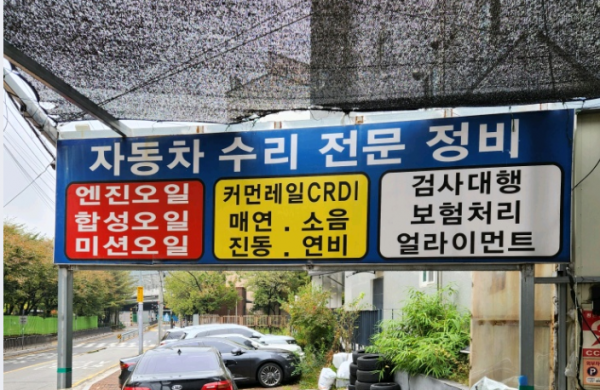 자동차 수리 전문 정비
엔진오일
합성오일
미션오일
커먼레일CRDI
매연 . 소음
진동 . 연비
검사대행
보험처리
얼라이먼트